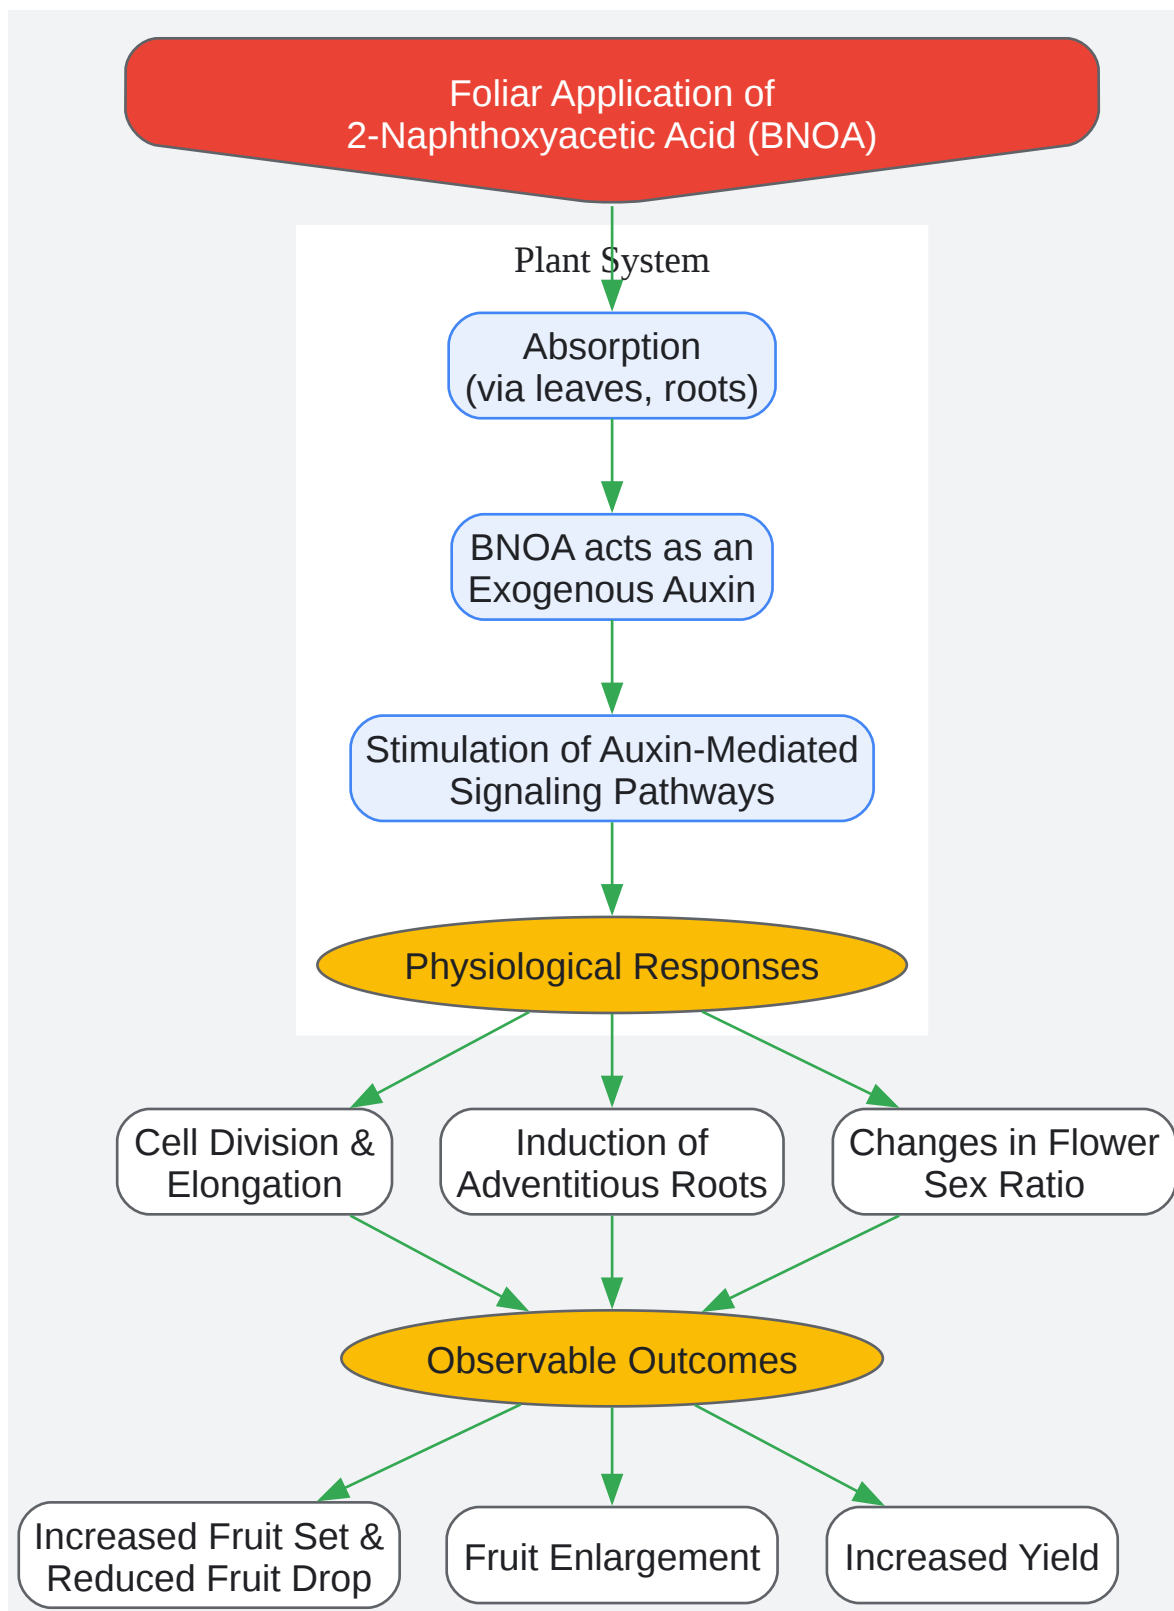 Foliar Application of
2-Naphthoxyacetic Acid (BNOA)
Plant System
Absorption
(via leaves, roots)
BNOA acts as an
Exogenous Auxin
Stimulation of Auxin-Mediated
Signaling Pathways
Physiological Responses
Cell Division &
Elongation
Induction of
Adventitious Roots
Changes in Flower
Sex Ratio
Observable Outcomes
Increased Fruit Set &
Reduced Fruit Drop
Fruit Enlargement
Increased Yield